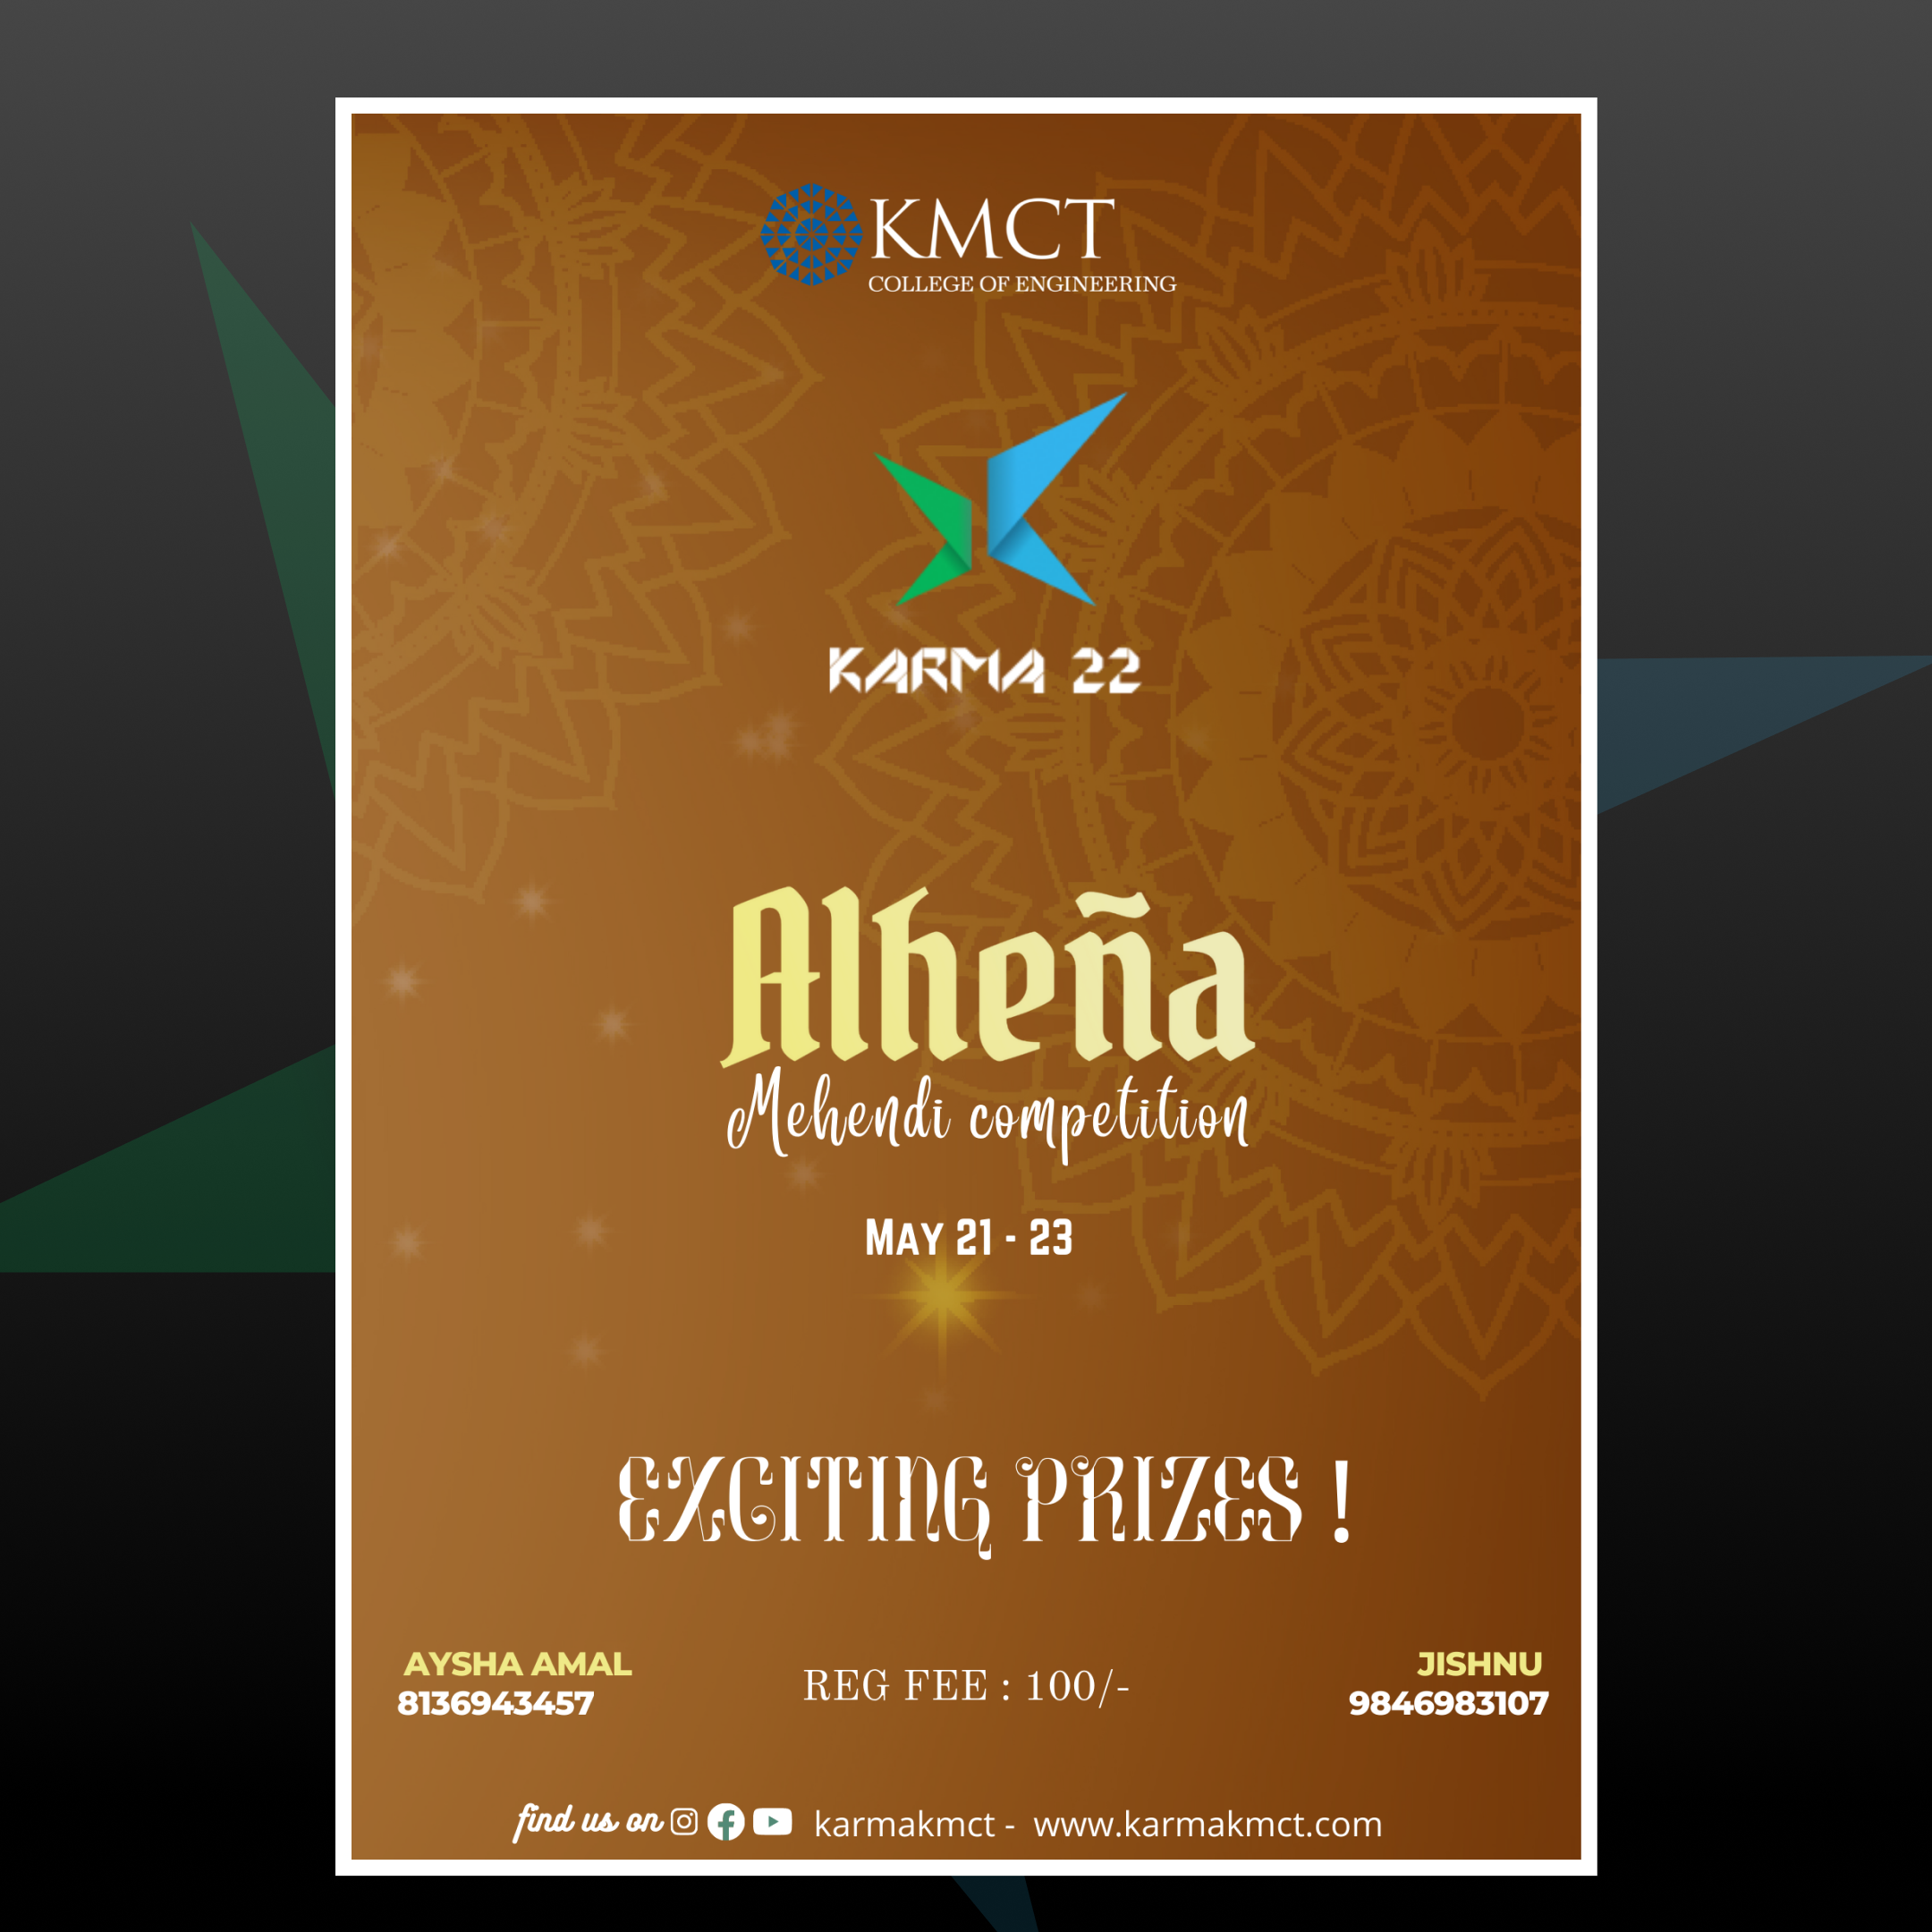 KMCT
COLLEGE OF ENGINEERING
KARMA 22
Alheña
Mehendi competition
MAY 21 - 23
EXCITING PRIZES !
AYSHA AMAL
8136943457
REG FEE : 100/-
JISHNU
9846983107
find us on karmakmct - www.karmakmct.com